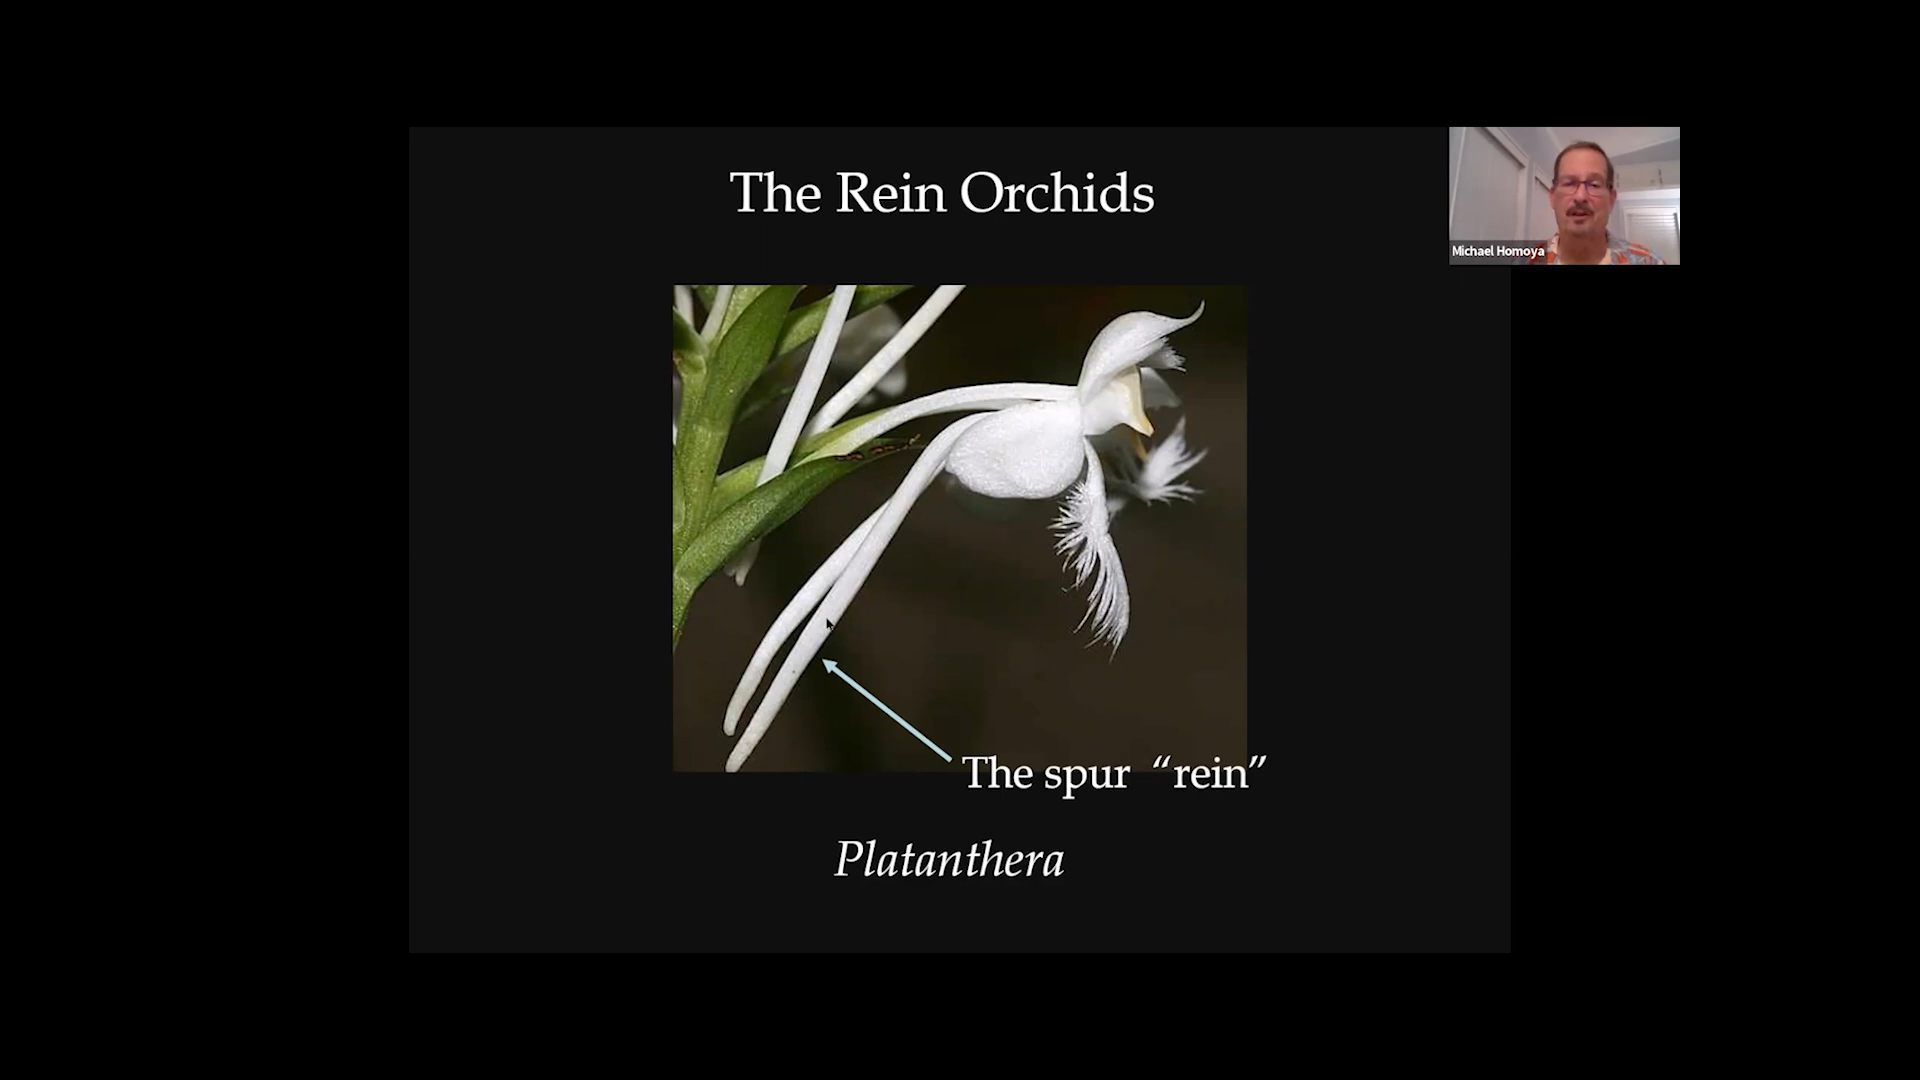 The Rein Orchids
Michael Homoya
The spur “rein”
Platanthera